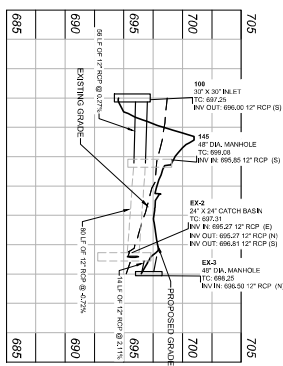 685
690
695
700
705
56 LF OF 12" RCP @ 0.27%
EXISTING GRADE
100
30" X 30" INLET
TC: 697.25
INV OUT: 696.00 12" RCP (S)
145
48" DIA. MANHOLE
TC: 699.08
INV IN: 695.85 12" RCP (S)
EX-2
24" X 24" CATCH BASIN
TC: 697.31
INV IN: 695.27 12" RCP (E)
INV OUT: 695.27 12" RCP (N)
INV OUT: 696.81 12" RCP (S)
EX-3
48" DIA. MANHOLE
TC: 698.25
INV IN: 696.50 12" RCP (N)
80 LF OF 12" RCP @ -0.72%
14 LF OF 12" RCP @ 2.11%
PROPOSED GRADE
685
690
695
700
705